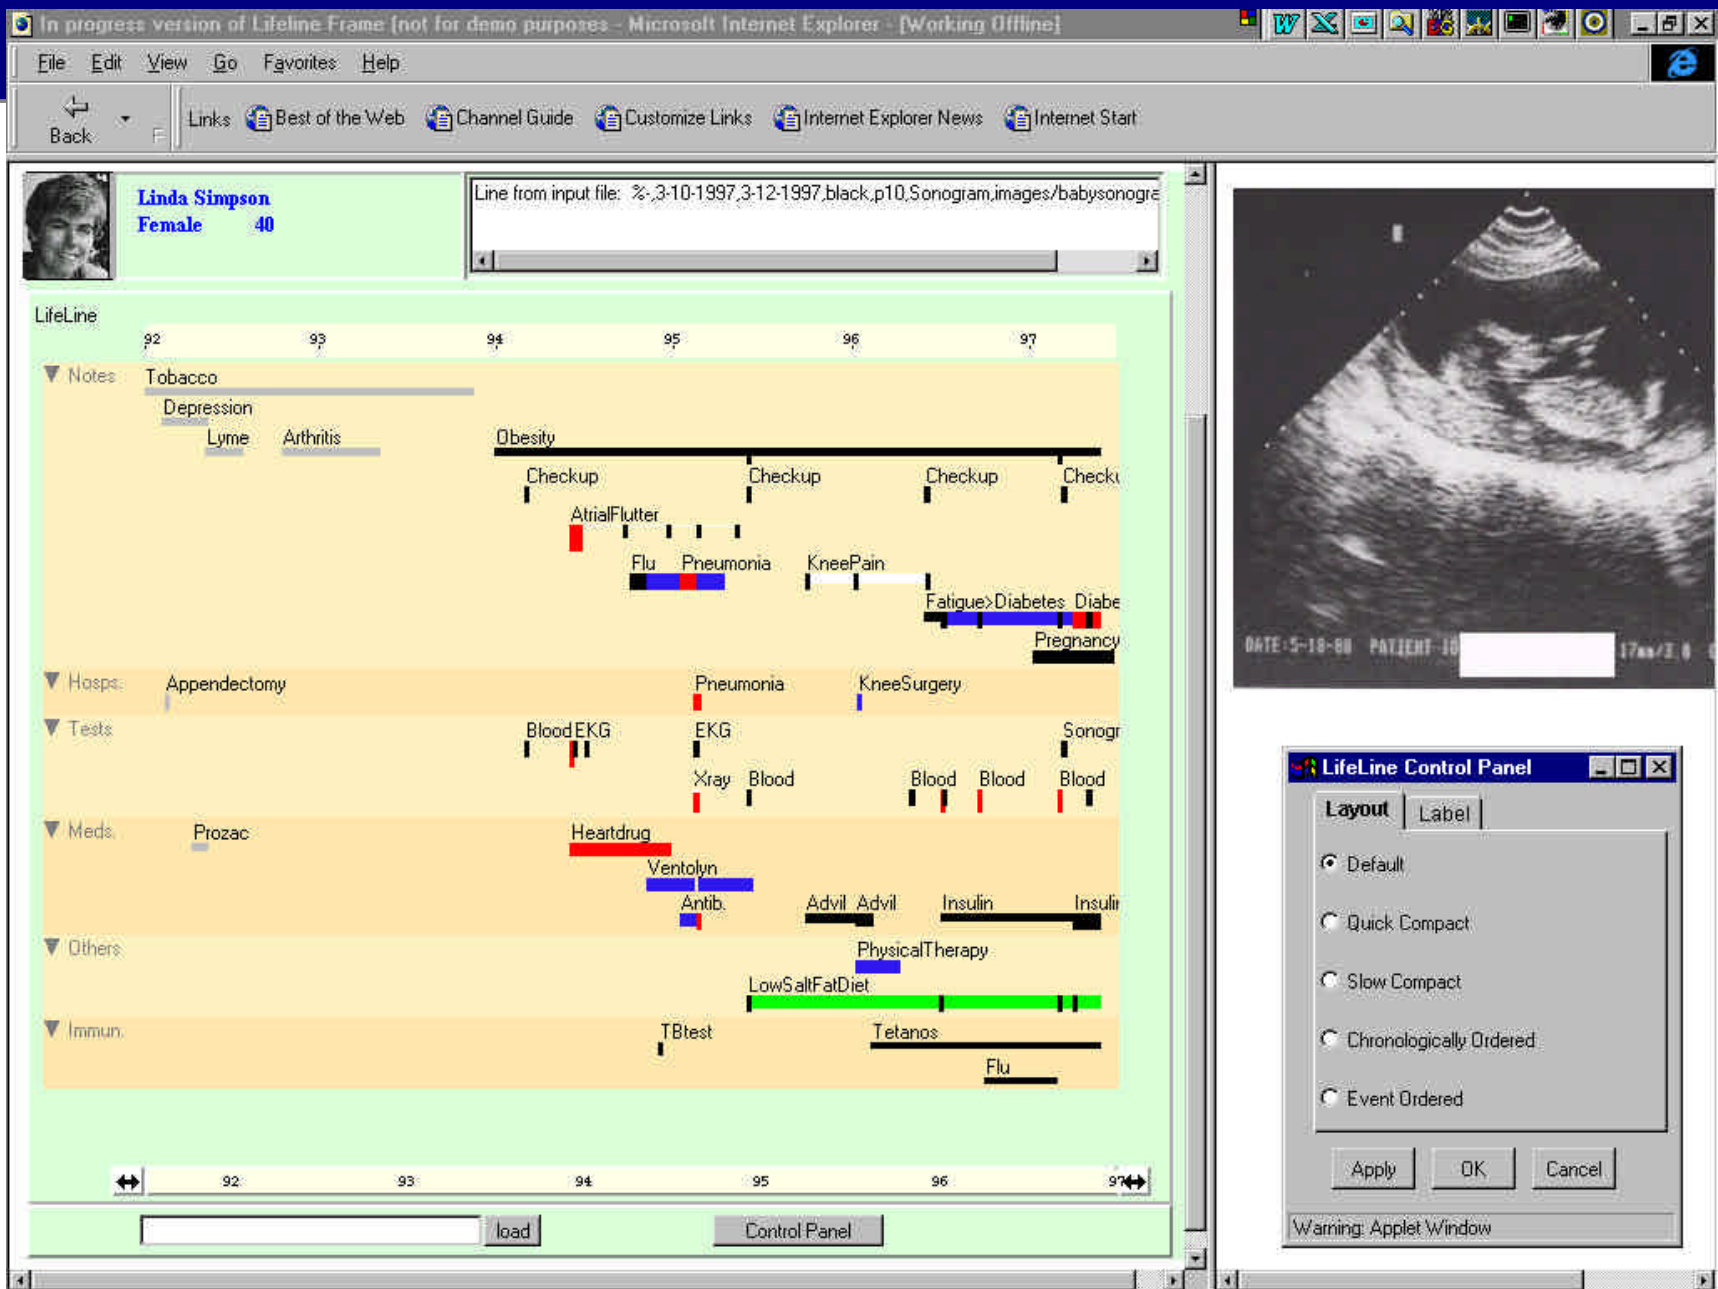 In progress version of Lifeline Frame (not for demo purposes - Microsoft Internet Explorer - [Working Offline]
File Edit View Go Favorites Help
Back
Links Best of the Web Channel Guide Customize Links Internet Explorer News Internet Start
Linda Simpson
Female 40
Line from input file: %-,3-10-1997,3-12-1997,black,p10,Sonogram,images/babysonogra
LifeLine
92 93 94 95 96 97
Notes Tobacco
Depression
Lyme Arthritis Obesity
Checkup Checkup Checkup Checku
AtrialFlutter
Flu Pneumonia KneePain
Fatigue>Diabetes Diabe
Pregnancy
Hosps. Appendectomy Pneumonia KneeSurgery
Tests Blood EKG EKG Sonogr
Xray Blood Blood Blood Blood
Meds. Prozac Heartdrug
Ventolyn
Antib. Advil Advil Insulin Insulin
Others PhysicalTherapy
LowSaltFatDiet
Immun. TBtest Tetanos
Flu
92 93 94 95 96 97
load Control Panel
DATE:5-18-88 PATIENT ID 17mm/3.0
LifeLine Control Panel
Layout Label
Default
Quick Compact
Slow Compact
Chronologically Ordered
Event Ordered
Apply OK Cancel
Warning: Applet Window